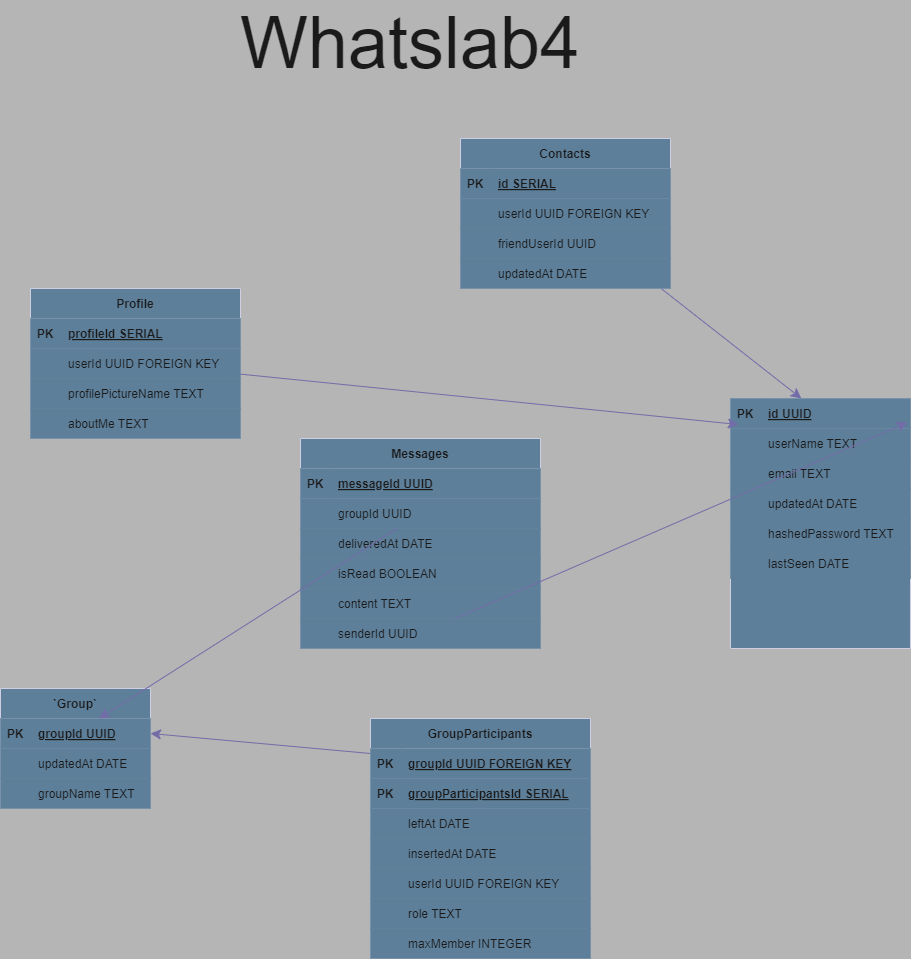 Whatslab4
Contacts
PK id SERIAL
userId UUID FOREIGN KEY
friendUserId UUID
updatedAt DATE
Profile
PK profileId SERIAL
userId UUID FOREIGN KEY
profilePictureName TEXT
aboutMe TEXT
PK id UUID
userName TEXT
email TEXT
updatedAt DATE
hashedPassword TEXT
lastSeen DATE
Messages
PK messageId UUID
groupId UUID
deliveredAt DATE
isRead BOOLEAN
content TEXT
senderId UUID
`Group`
PK groupId UUID
updatedAt DATE
groupName TEXT
GroupParticipants
PK groupId UUID FOREIGN KEY
PK groupParticipantsId SERIAL
leftAt DATE
insertedAt DATE
userId UUID FOREIGN KEY
role TEXT
maxMember INTEGER